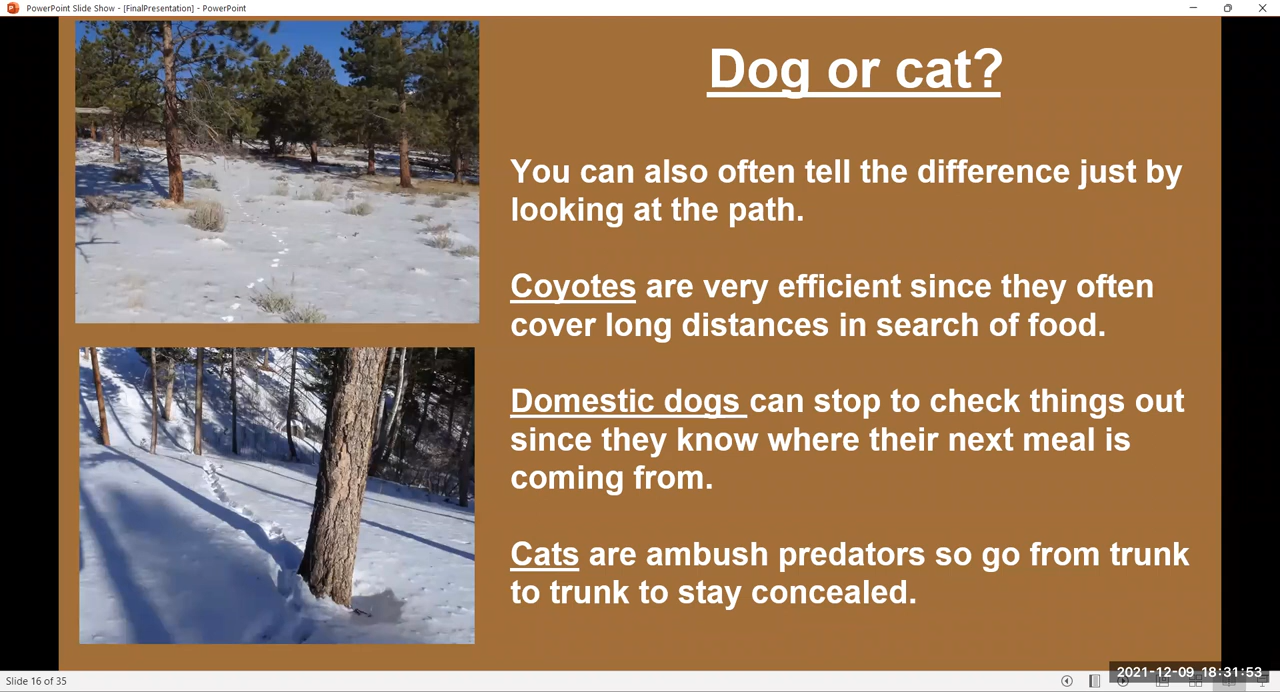 PowerPoint Slide Show - [FinalPresentation] - PowerPoint
Dog or cat?
You can also often tell the difference just by
looking at the path.
Coyotes are very efficient since they often
cover long distances in search of food.
Domestic dogs can stop to check things out
since they know where their next meal is
coming from.
Cats are ambush predators so go from trunk
to trunk to stay concealed.
2021-12-09 18:31:53
Slide 16 of 35